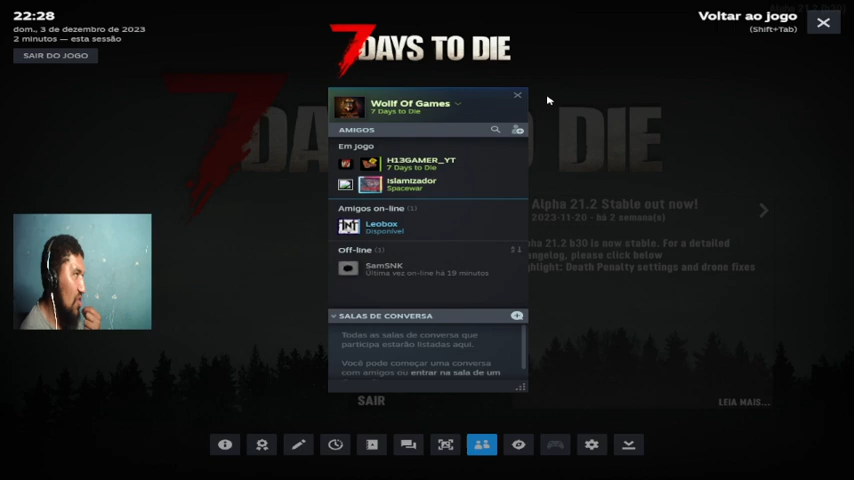 22:28
dom., 3 de dezembro de 2023
2 minutos — esta sessão
SAIR DO JOGO
Voltar ao jogo
(Shift+Tab)
7 DAYS TO DIE
Wollf Of Games
7 Days to Die
AMIGOS
Em jogo
H13GAMER_YT
7 Days to Die
Islamizador
Spacewar
Amigos on-line (1)
Leobox
Disponível
Off-line (1)
SamSNK
Última vez on-line há 19 minutos
SALAS DE CONVERSA
Todas as salas de conversa que
participa estarão listadas aqui.
Você pode começar uma conversa
com amigos ou entrar na sala de um
Alpha 21.2 Stable out now!
2023-11-20 - há 2 semana(s)
pha 21.2 b30 is now stable. For a detailed
angelog, please click below
hlight: Death Penalty settings and drone fixes
SAIR
LEIA MAIS...